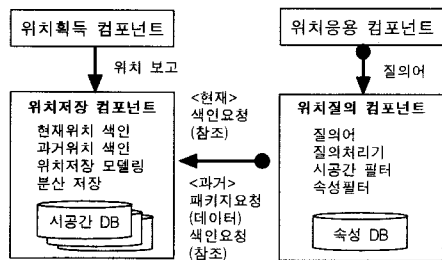 위치획득 컴포넌트
위치응용 컴포넌트
위치 보고
질의어
위치저장 컴포넌트
현재위치 색인
과거위치 색인
위치저장 모델링
분산 저장
시공간 DB
<현재>
색인요청
(참조)
<과거>
패키지요청
(데이터)
색인요청
(참조)
위치질의 컴포넌트
질의어
질의처리기
시공간 필터
속성필터
속성 DB